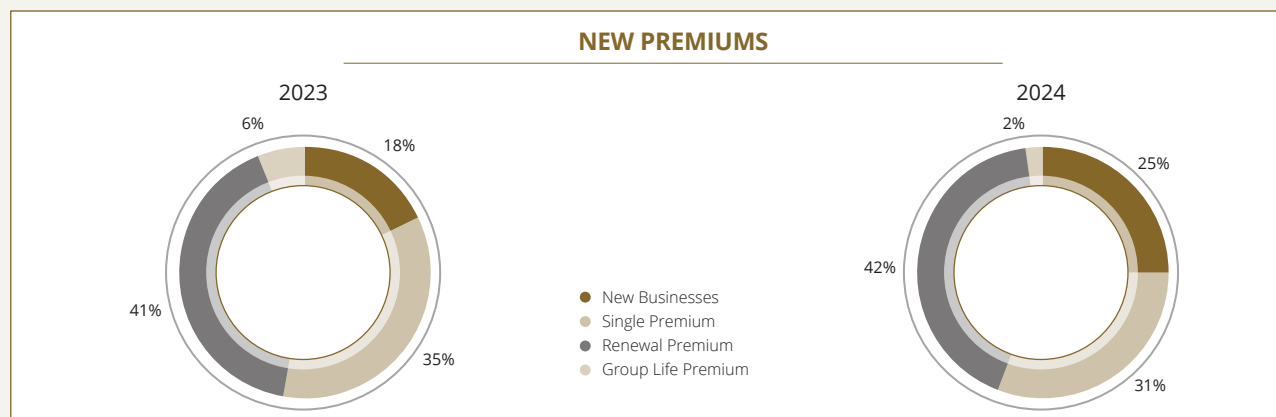 NEW PREMIUMS
2023
6%
18%
41%
35%
New Businesses
Single Premium
Renewal Premium
Group Life Premium
2024
2%
25%
42%
31%